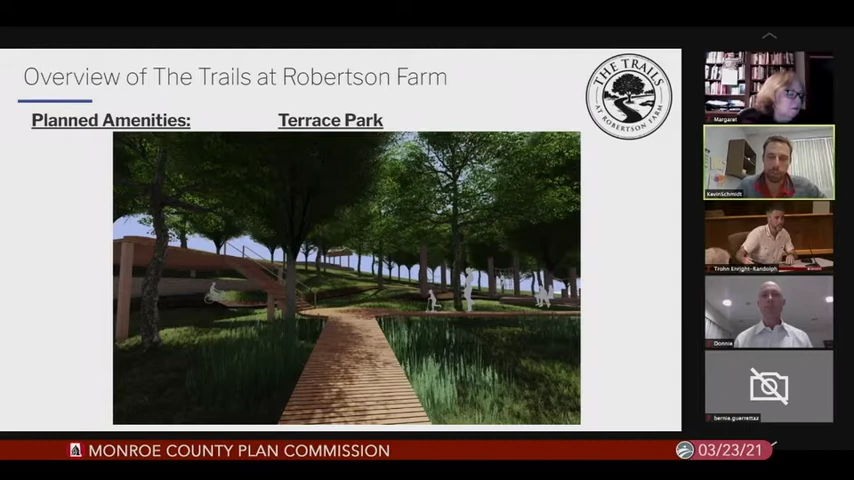 Overview of The Trails at Robertson Farm
Planned Amenities:
Terrace Park
THE TRAILS
AT ROBERTSON FARM
Margaret
KevinSchmidt
Trohn Enright-Randolph
Donnie
bernie.guerrettaz
MONROE COUNTY PLAN COMMISSION
03/23/21